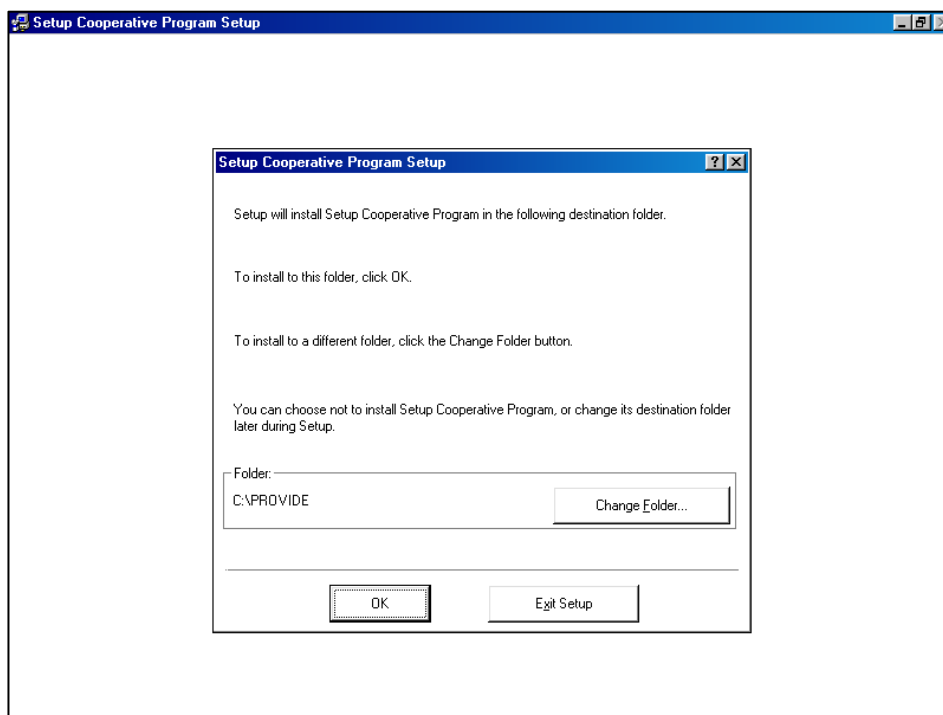 Setup Cooperative Program Setup
Setup Cooperative Program Setup
Setup will install Setup Cooperative Program in the following destination folder.
To install to this folder, click OK.
To install to a different folder, click the Change Folder button.
You can choose not to install Setup Cooperative Program, or change its destination folder
later during Setup.
Folder:
C:\PROVIDE
Change Folder...
OK
Exit Setup